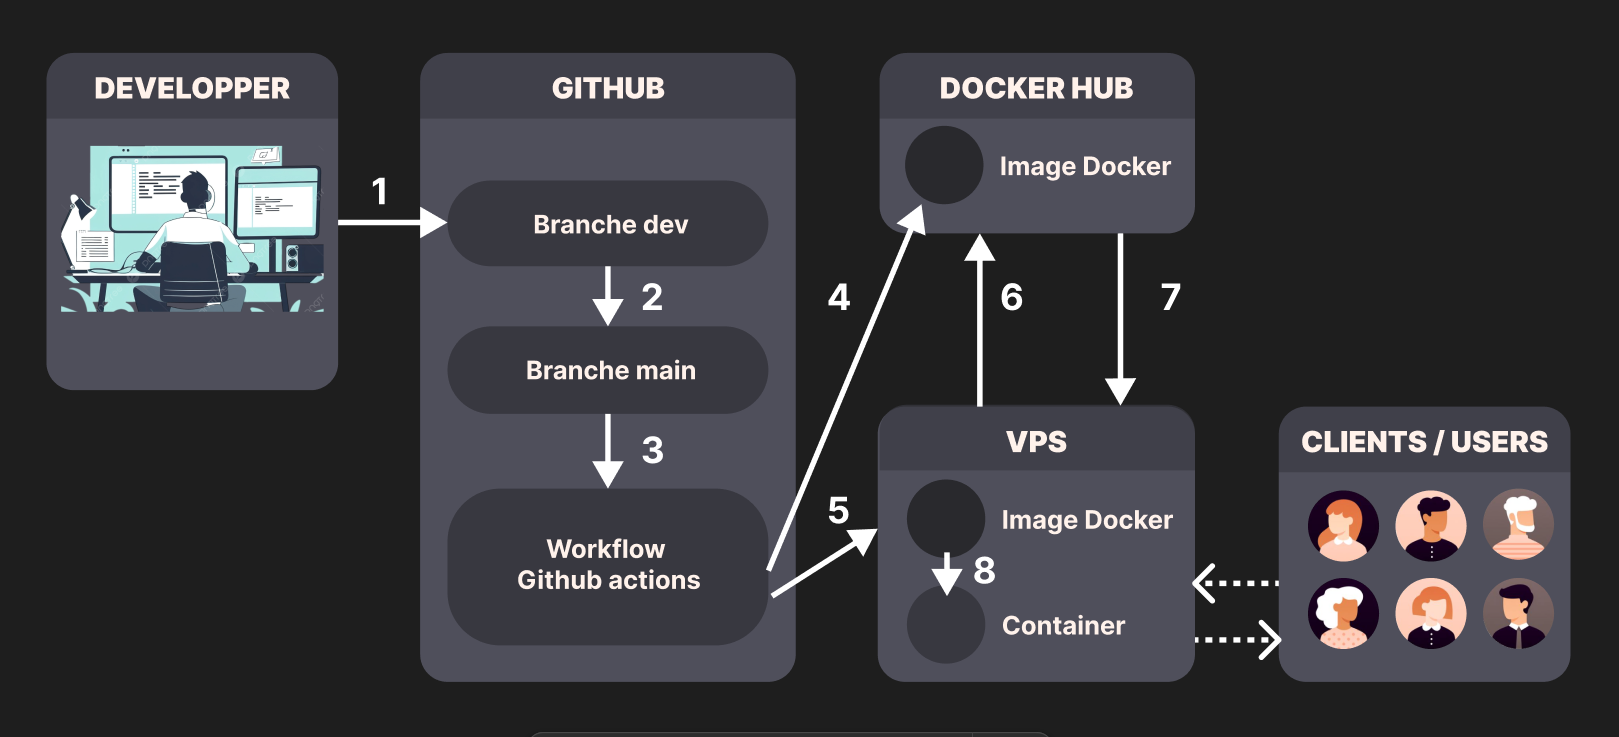 DEVELOPPER
1
GITHUB
Branche dev
2
Branche main
3
Workflow
Github actions
4
5
DOCKER HUB
Image Docker
6
7
VPS
Image Docker
8
Container
CLIENTS / USERS